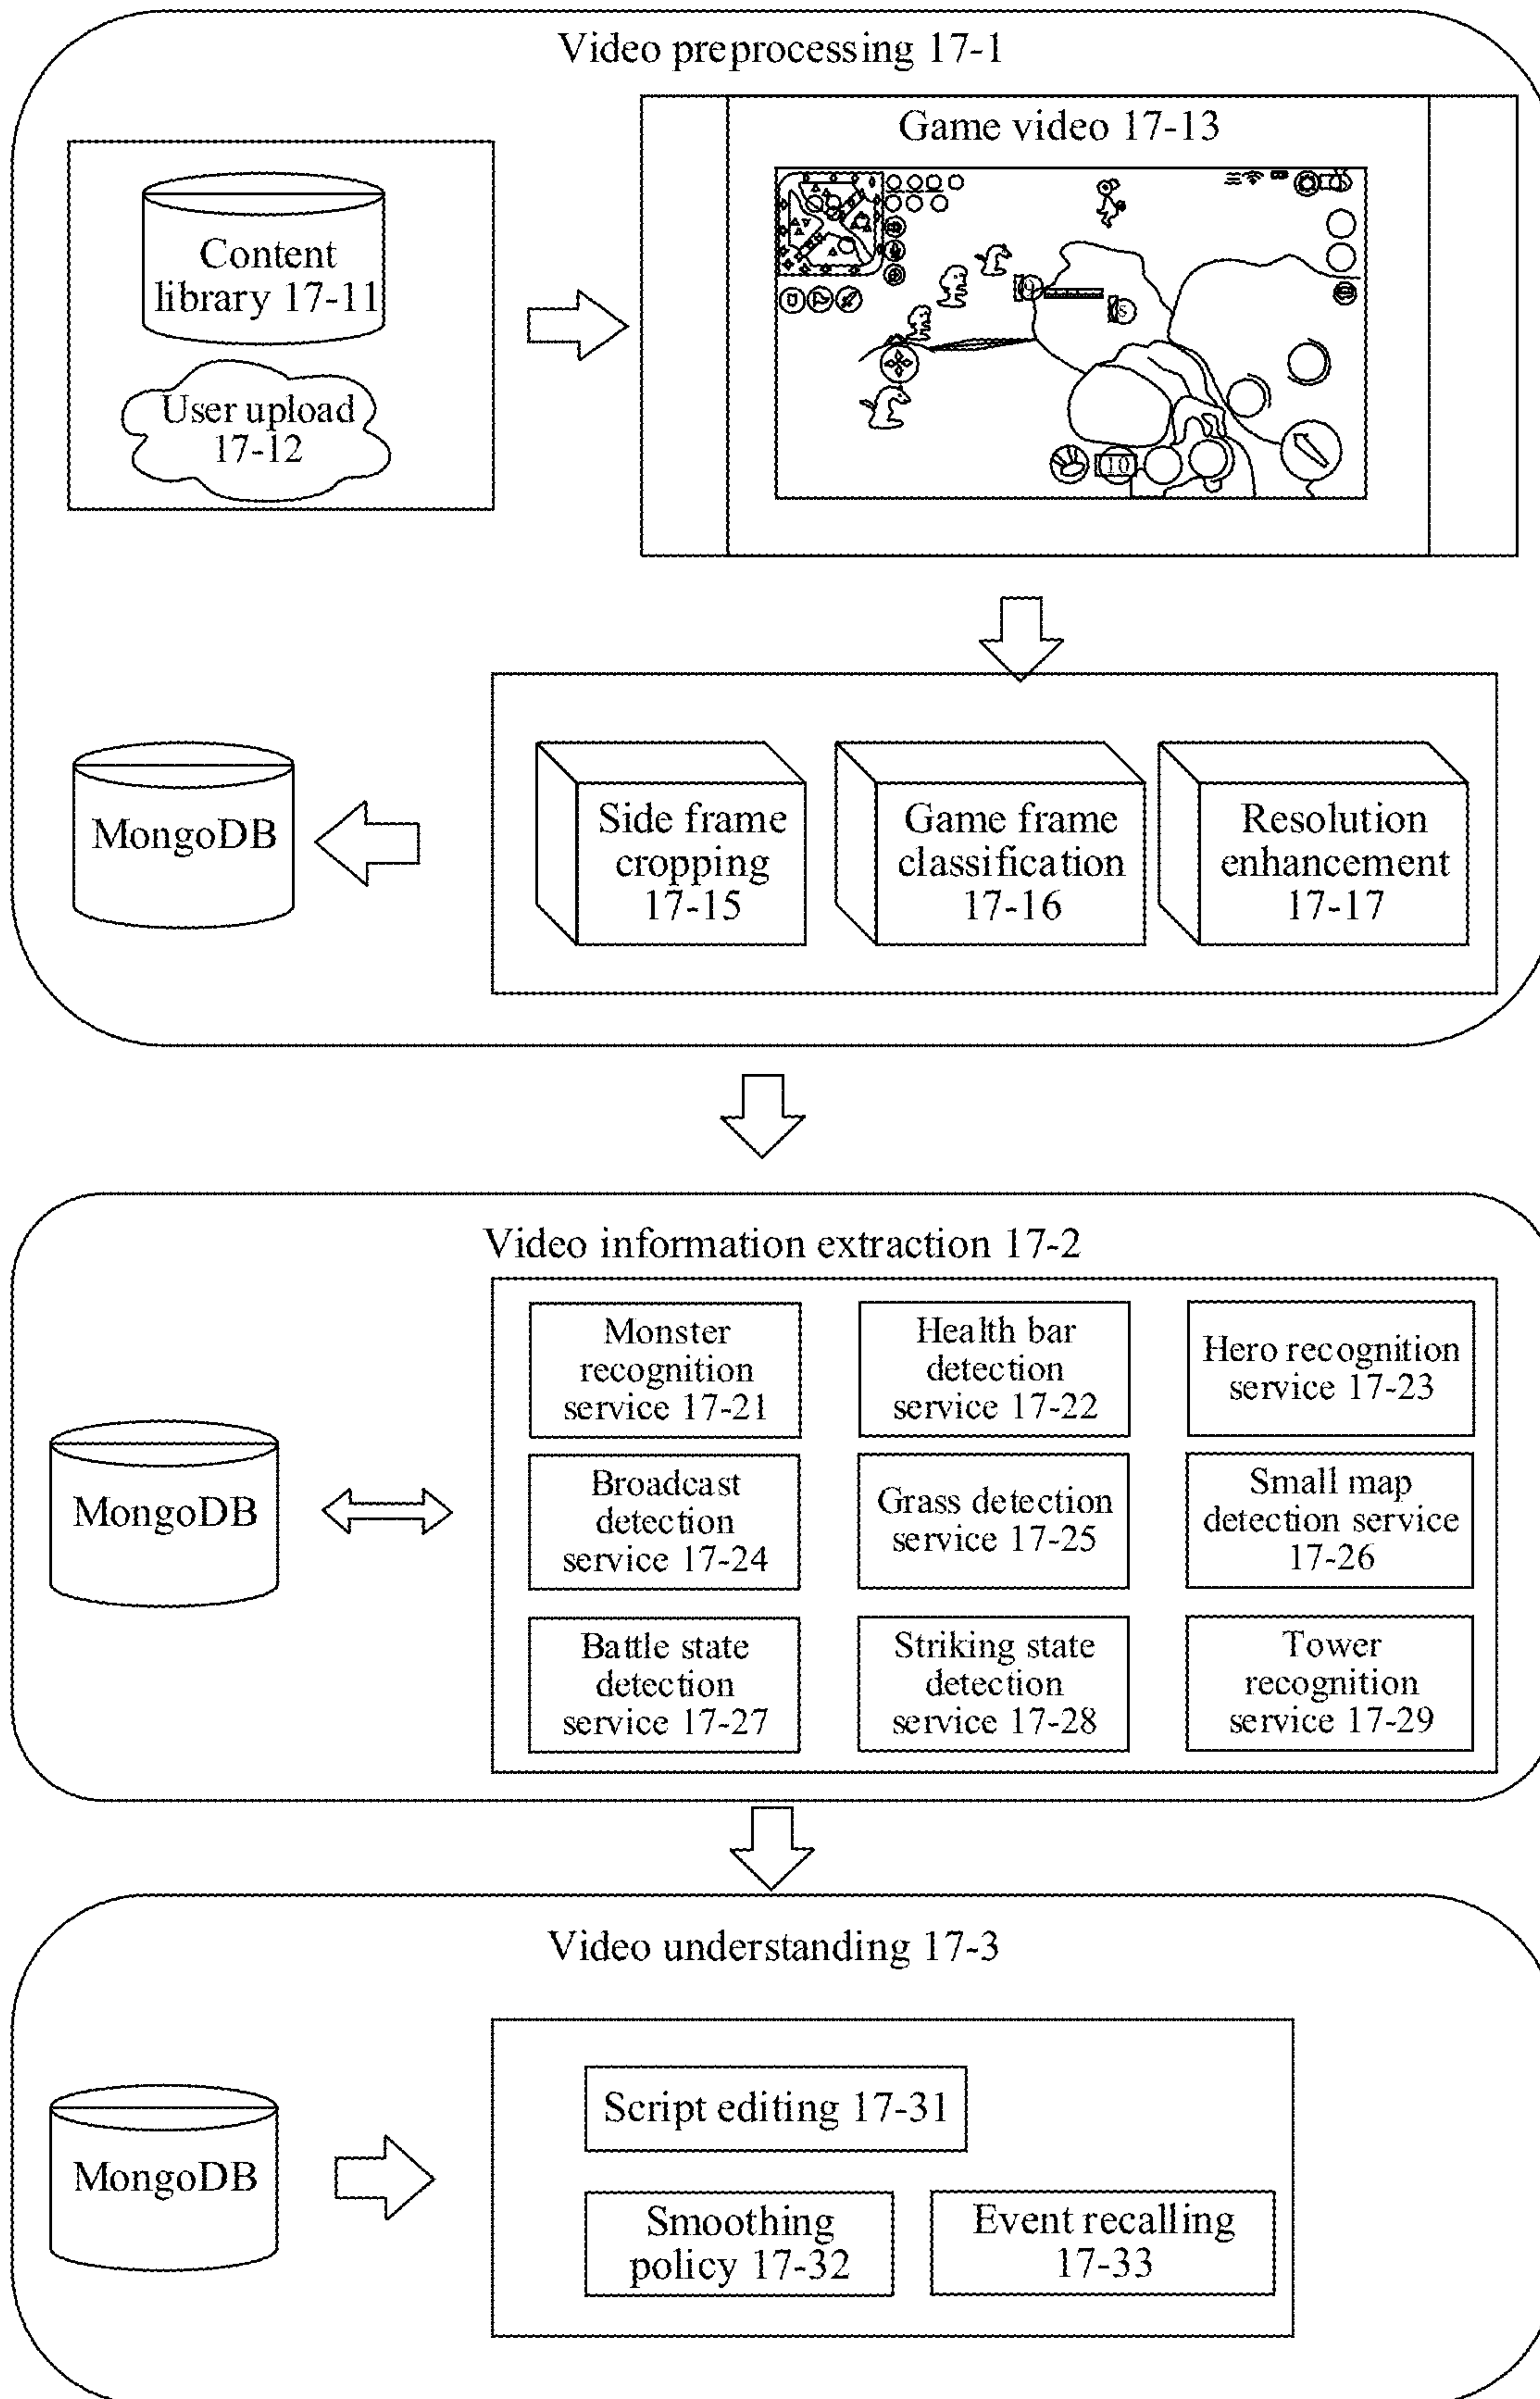 Video preprocessing 17-1
Content
library 17-11
User upload
17-12
Game video 17-13
10
MongoDB
Side frame
cropping
17-15
Game frame
classification
17-16
Resolution
enhancement
17-17
Video information extraction 17-2
MongoDB
Monster
recognition
service 17-21
Health bar
detection
service 17-22
Hero recognition
service 17-23
Broadcast
detection
service 17-24
Grass detection
service 17-25
Small map
detection service
17-26
Battle state
detection
service 17-27
Striking state
detection
service 17-28
Tower
recognition
service 17-29
Video understanding 17-3
MongoDB
Script editing 17-31
Smoothing
policy 17-32
Event recalling
17-33